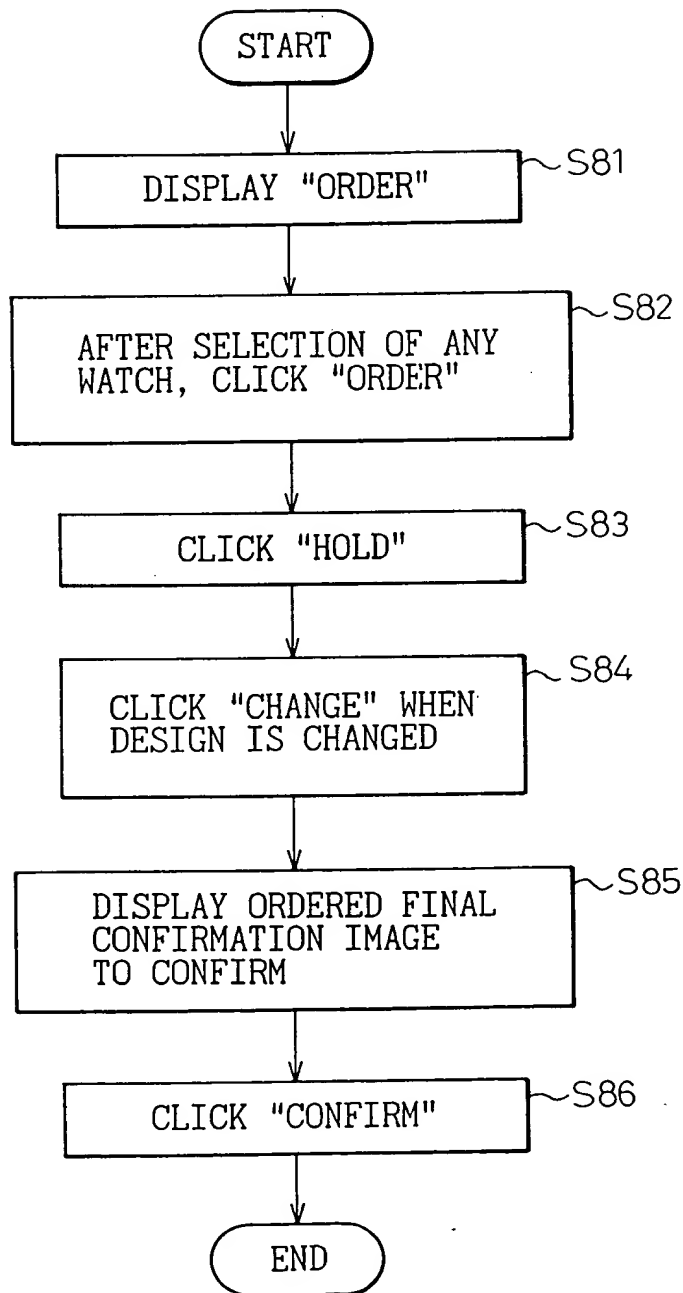 START
DISPLAY "ORDER"
S81
AFTER SELECTION OF ANY
WATCH, CLICK "ORDER"
S82
CLICK "HOLD"
S83
CLICK "CHANGE" WHEN
DESIGN IS CHANGED
S84
DISPLAY ORDERED FINAL
CONFIRMATION IMAGE
TO CONFIRM
S85
CLICK "CONFIRM"
S86
END